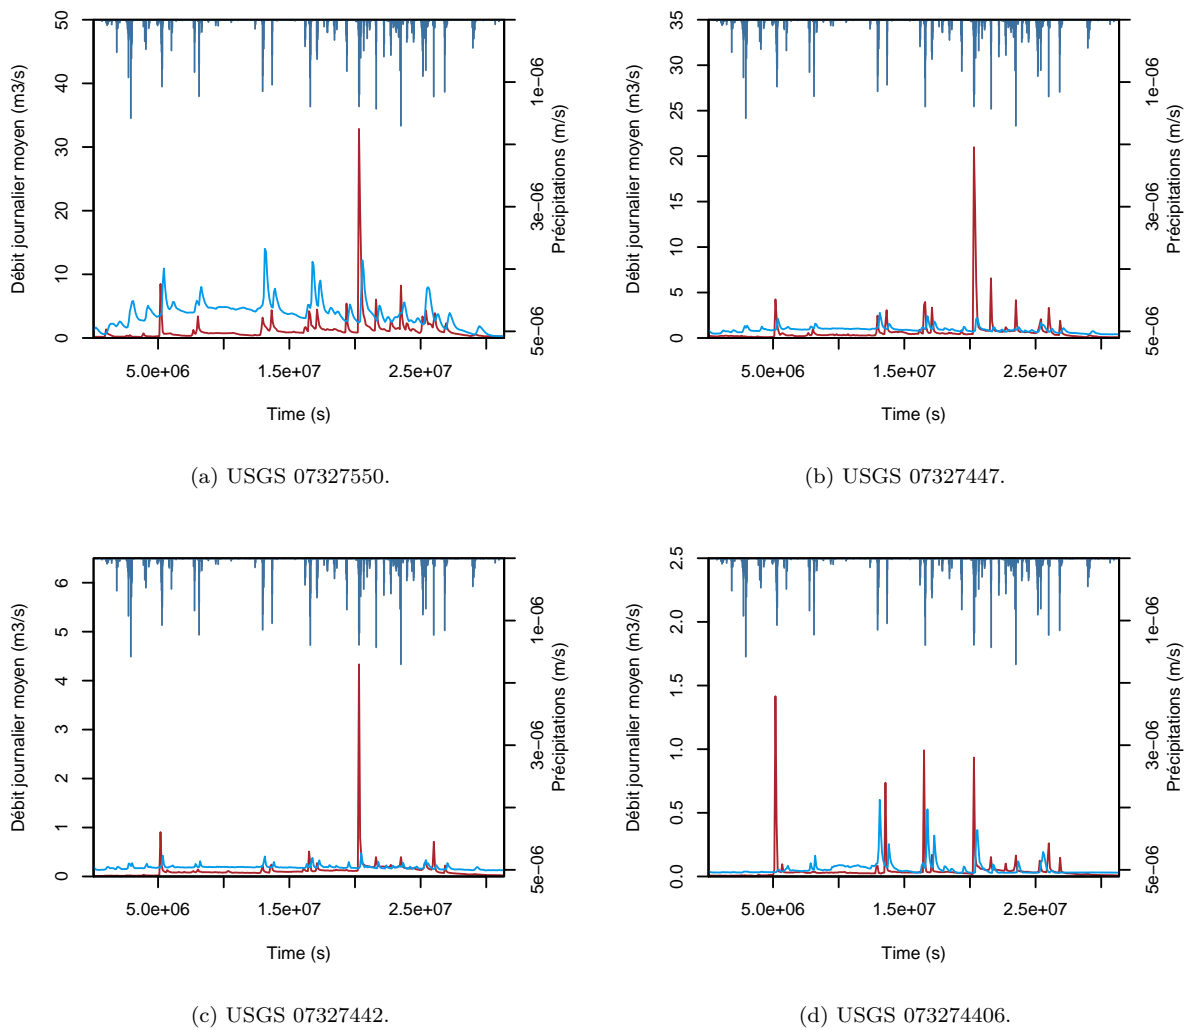 50
40
30
20
10
0
Débit journalier moyen (m3/s)
1e−06
3e−06
5e−06
Précipitations (m/s)
5.0e+06 1.5e+07 2.5e+07
Time (s)
(a) USGS 07327550.
35
30
25
20
15
10
5
0
Débit journalier moyen (m3/s)
1e−06
3e−06
5e−06
Précipitations (m/s)
5.0e+06 1.5e+07 2.5e+07
Time (s)
(b) USGS 07327447.
6
5
4
3
2
1
0
Débit journalier moyen (m3/s)
1e−06
3e−06
5e−06
Précipitations (m/s)
5.0e+06 1.5e+07 2.5e+07
Time (s)
(c) USGS 07327442.
2.5
2.0
1.5
1.0
0.5
0.0
Débit journalier moyen (m3/s)
1e−06
3e−06
5e−06
Précipitations (m/s)
5.0e+06 1.5e+07 2.5e+07
Time (s)
(d) USGS 073274406.